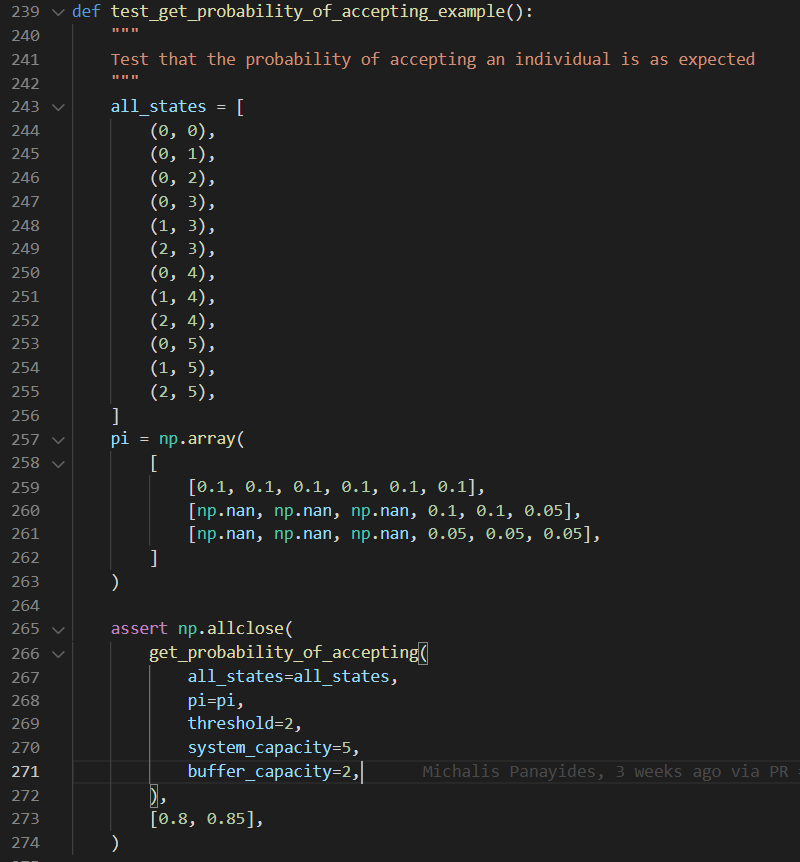 239 def test_get_probability_of_accepting_example():
240 """
241 Test that the probability of accepting an individual is as expected
242 """
243 all_states = [
244 (0, 0),
245 (0, 1),
246 (0, 2),
247 (0, 3),
248 (1, 3),
249 (2, 3),
250 (0, 4),
251 (1, 4),
252 (2, 4),
253 (0, 5),
254 (1, 5),
255 (2, 5),
256 ]
257 pi = np.array(
258 [
259 [0.1, 0.1, 0.1, 0.1, 0.1, 0.1],
260 [np.nan, np.nan, np.nan, 0.1, 0.1, 0.05],
261 [np.nan, np.nan, np.nan, 0.05, 0.05, 0.05],
262 ]
263 )
264
265 assert np.allclose(
266 get_probability_of_accepting(
267 all_states=all_states,
268 pi=pi,
269 threshold=2,
270 system_capacity=5,
271 buffer_capacity=2, Michalis Panayides, 3 weeks ago via PR
272 ),
273 [0.8, 0.85],
274 )